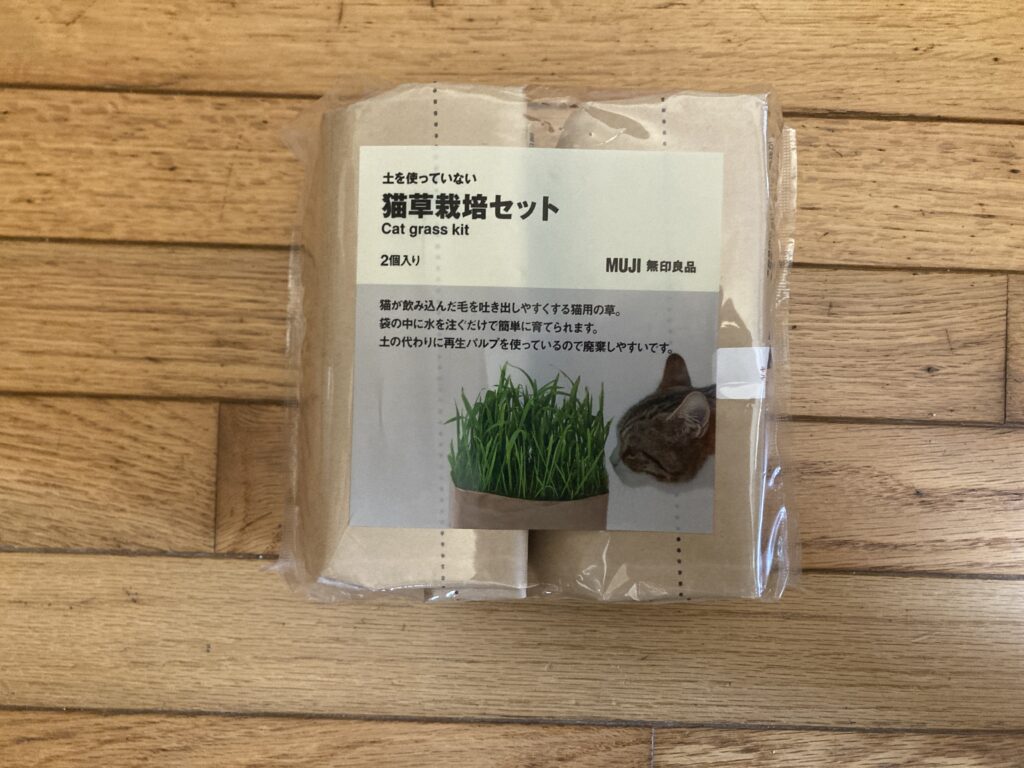 土を使っていない
猫草栽培セット
Cat grass kit
2個入り
MUJI 無印良品
猫が飲み込んだ毛を吐き出しやすくする猫用の草。
袋の中に水を注ぐだけで簡単に育てられます。
土の代わりに再生パルプを使っているので廃棄しやすいです。